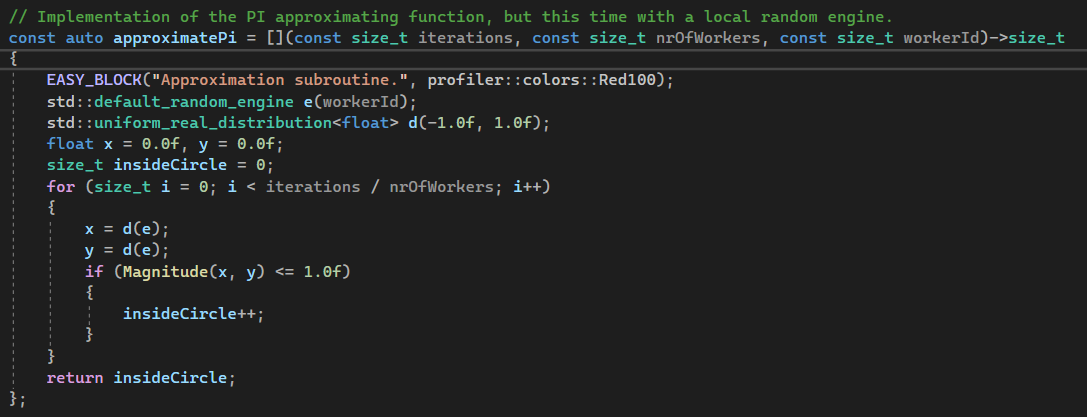 // Implementation of the PI approximating function, but this time with a local random engine.
const auto approximatePi = [](const size_t iterations, const size_t nrOfWorkers, const size_t workerId)->size_t
{
    EASY_BLOCK("Approximation subroutine.", profiler::colors::Red100);
    std::default_random_engine e(workerId);
    std::uniform_real_distribution<float> d(-1.0f, 1.0f);
    float x = 0.0f, y = 0.0f;
    size_t insideCircle = 0;
    for (size_t i = 0; i < iterations / nrOfWorkers; i++)
    {
        x = d(e);
        y = d(e);
        if (Magnitude(x, y) <= 1.0f)
        {
            insideCircle++;
        }
    }
    return insideCircle;
};